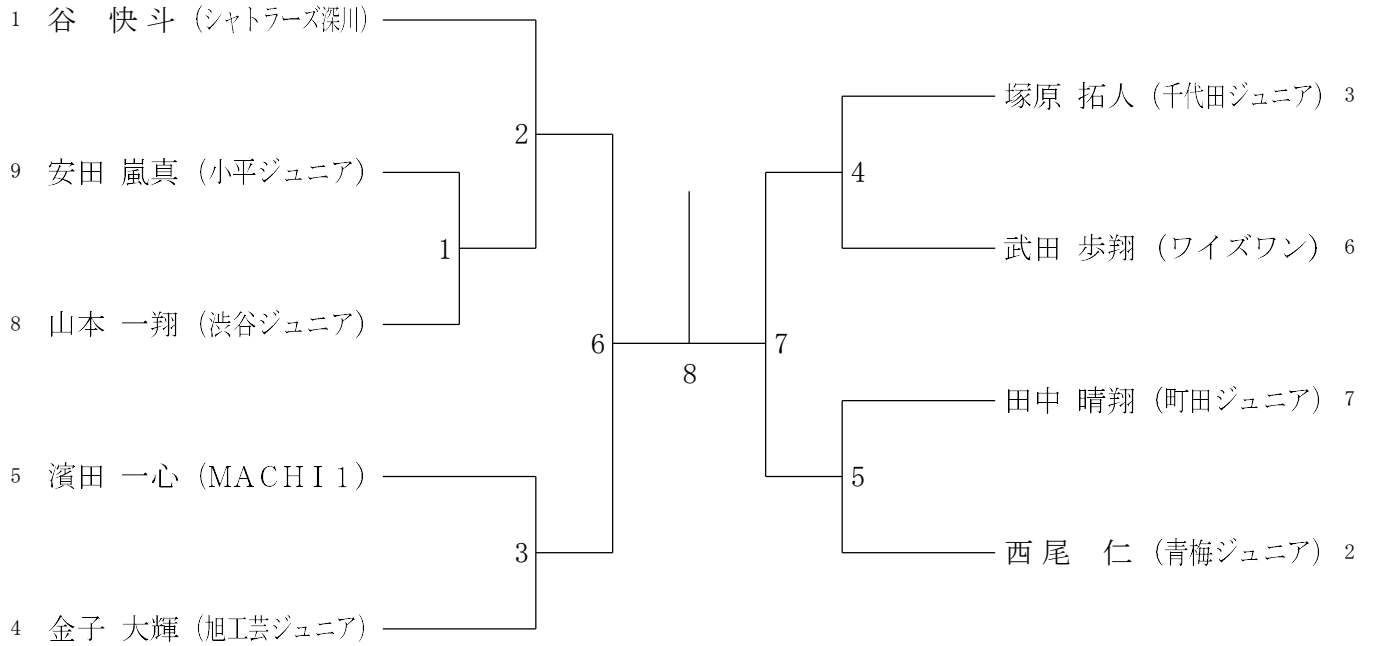 1 谷 快斗 (シャトラーズ深川)
9 安田 嵐真 (小平ジュニア)
8 山本 一翔 (渋谷ジュニア)
5 濱田 一心 (MACHI1)
4 金子 大輝 (旭工芸ジュニア)
2
1
3
6
8
7
4
5
塚原 拓人 (千代田ジュニア) 3
武田 歩翔 (ワイズワン) 6
田中 晴翔 (町田ジュニア) 7
西尾 仁 (青梅ジュニア) 2